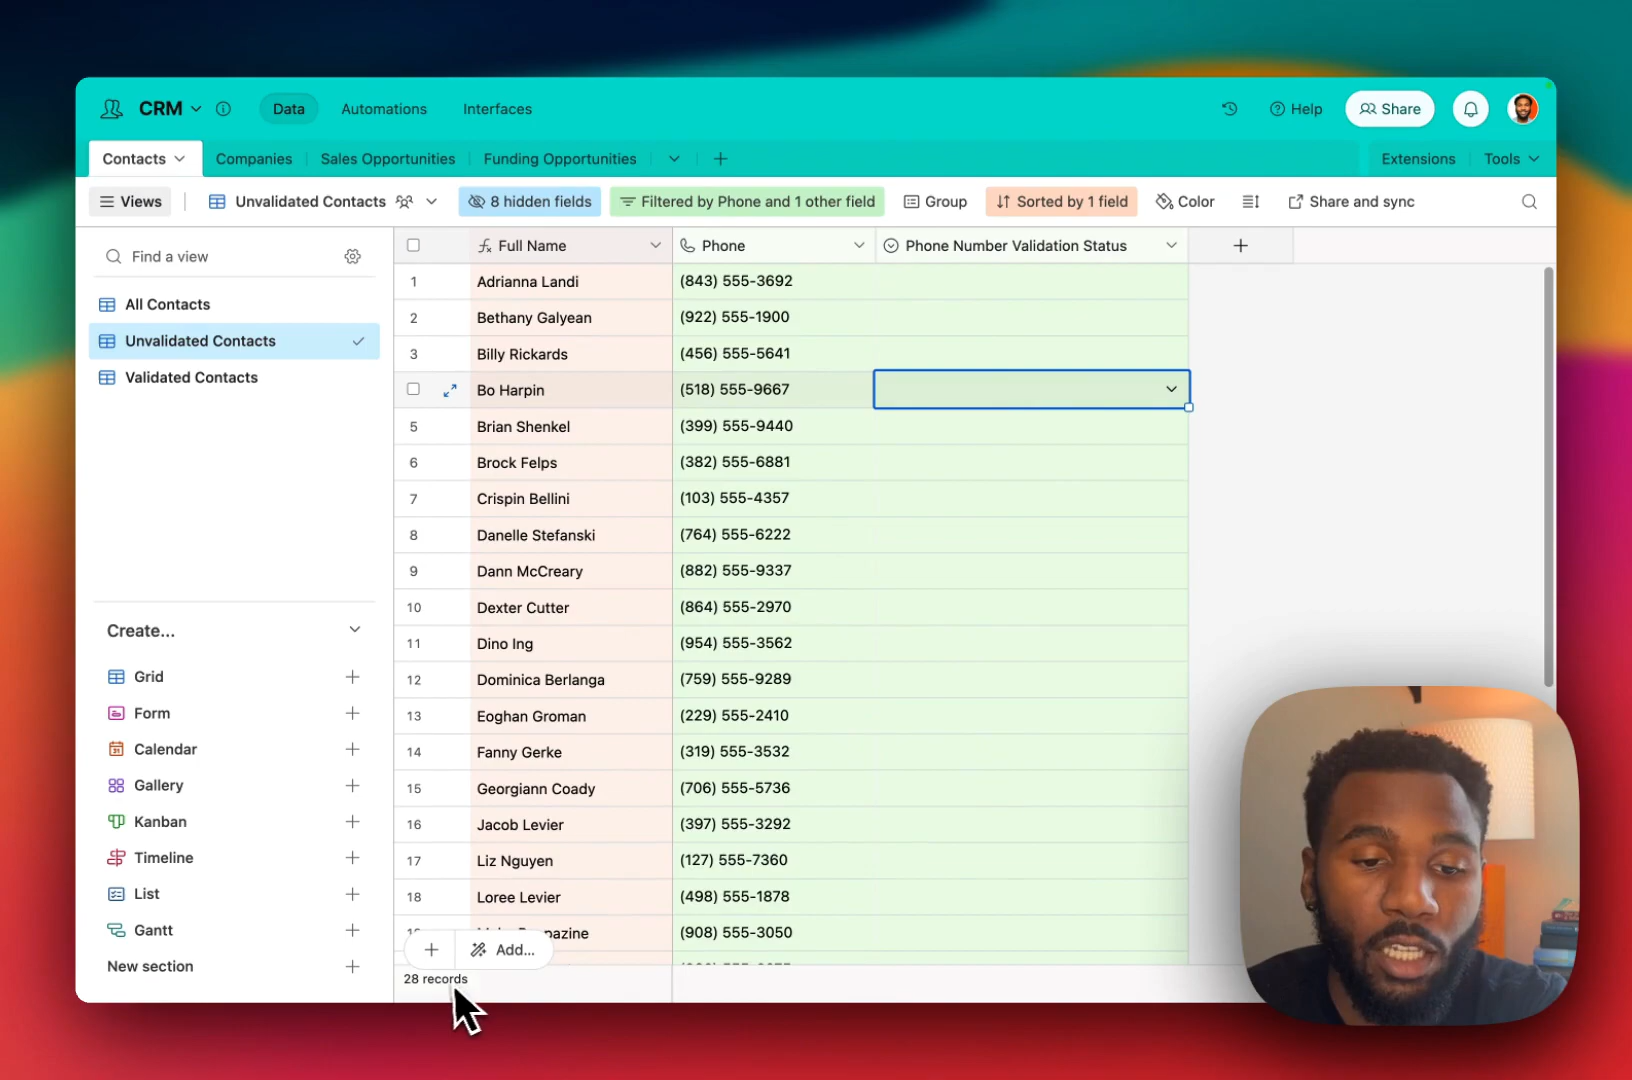 CRM
Data
Automations
Interfaces
Help
Share
Contacts
Companies
Sales Opportunities
Funding Opportunities
Extensions
Tools
Views
Unvalidated Contacts
8 hidden fields
Filtered by Phone and 1 other field
Group
Sorted by 1 field
Color
Share and sync
Find a view
All Contacts
Unvalidated Contacts
Validated Contacts
Create...
Grid
Form
Calendar
Gallery
Kanban
Timeline
List
Gantt
New section
Full Name Phone Phone Number Validation Status
1 Adrianna Landi (843) 555-3692
2 Bethany Galyean (922) 555-1900
3 Billy Rickards (456) 555-5641
Bo Harpin (518) 555-9667
5 Brian Shenkel (399) 555-9440
6 Brock Felps (382) 555-6881
7 Crispin Bellini (103) 555-4357
8 Danelle Stefanski (764) 555-6222
9 Dann McCreary (882) 555-9337
10 Dexter Cutter (864) 555-2970
11 Dino Ing (954) 555-3562
12 Dominica Berlanga (759) 555-9289
13 Eoghan Groman (229) 555-2410
14 Fanny Gerke (319) 555-3532
15 Georgiann Coady (706) 555-5736
16 Jacob Levier (397) 555-3292
17 Liz Nguyen (127) 555-7360
18 Loree Levier (498) 555-1878
(908) 555-3050
Add...
28 records